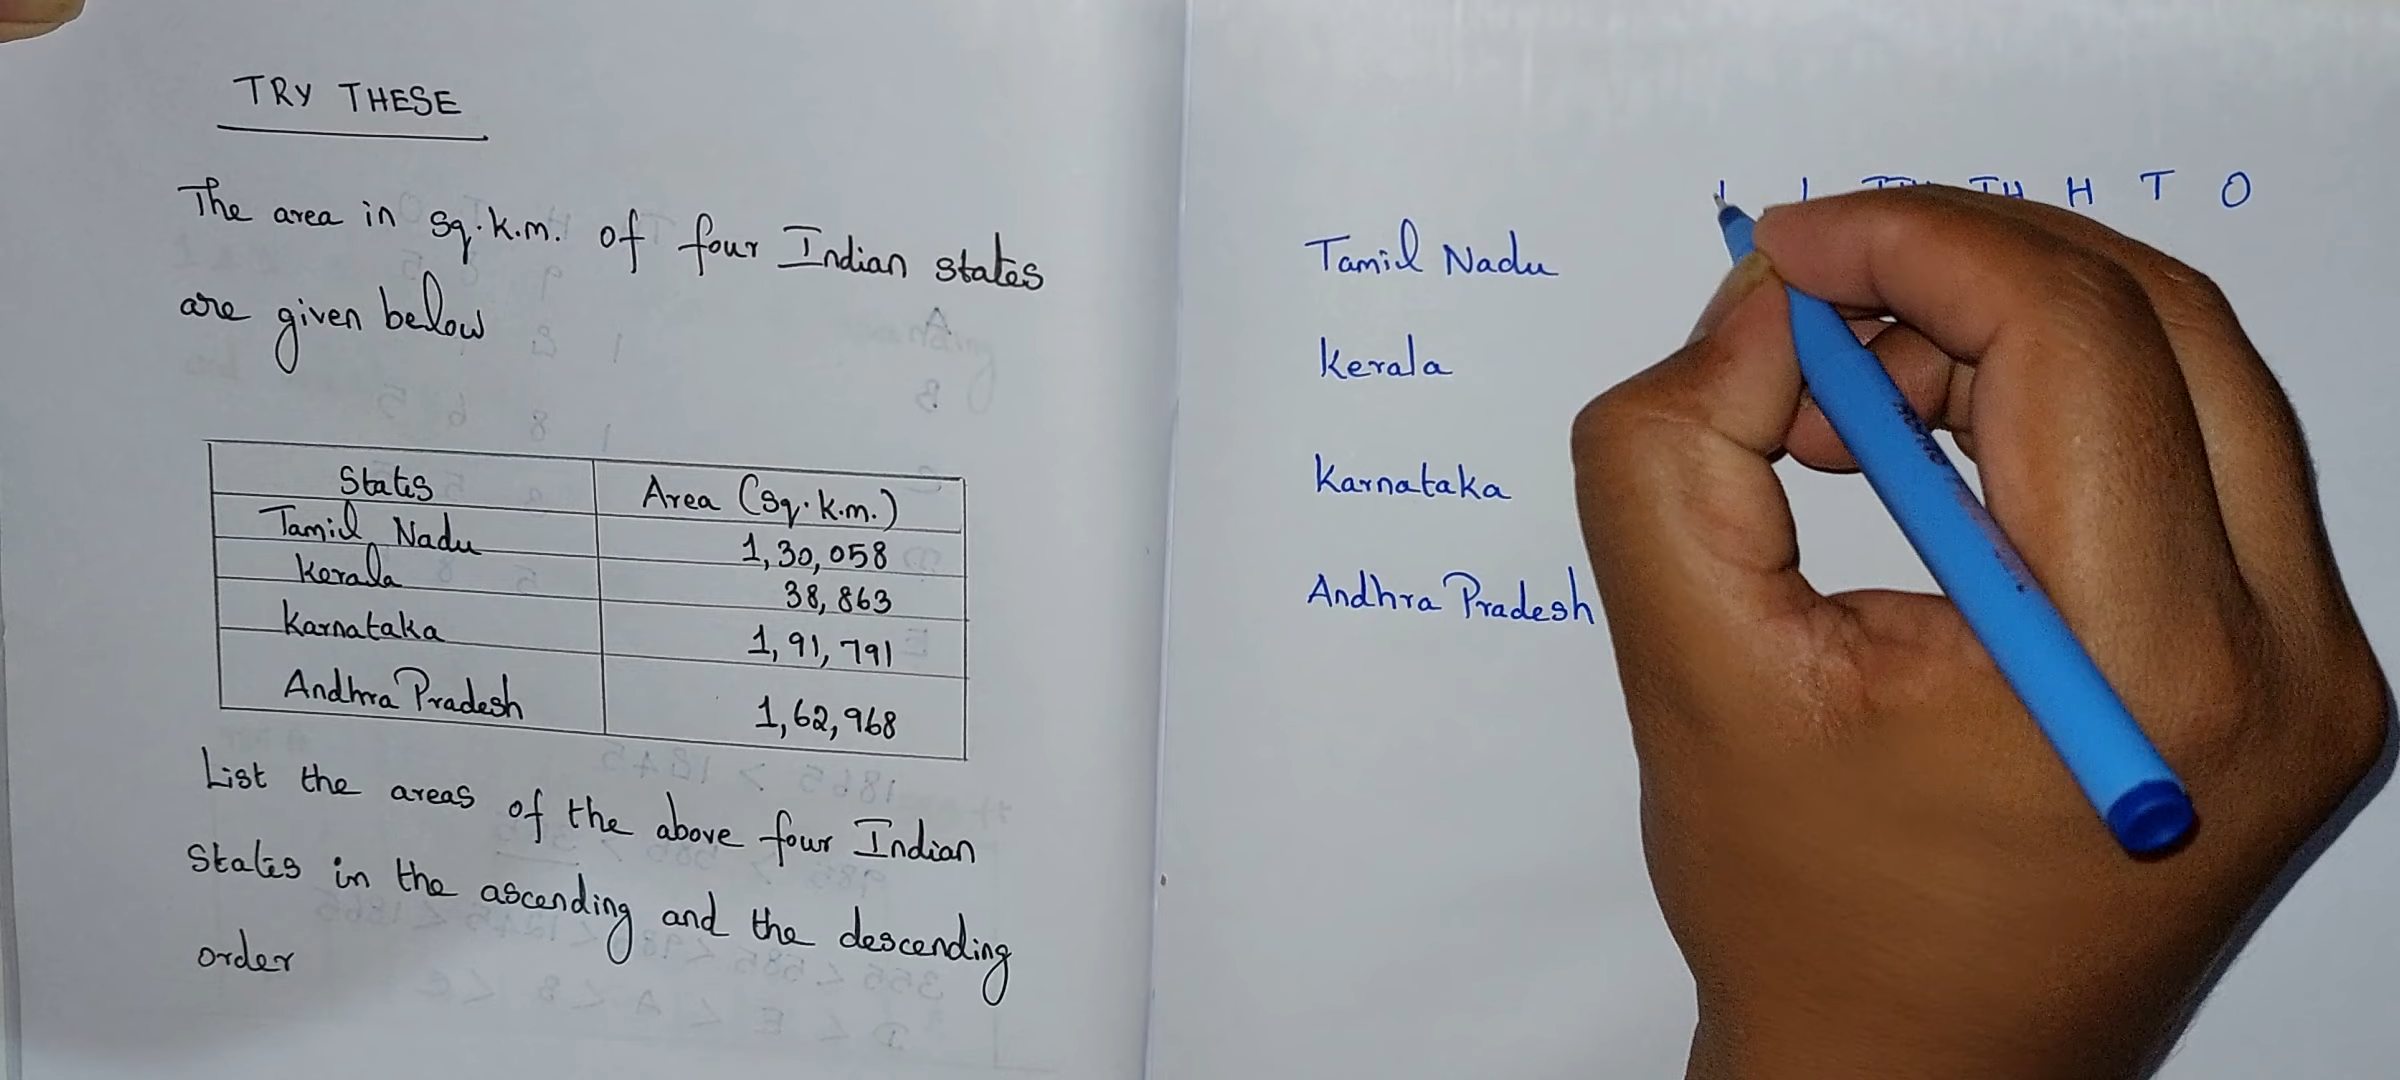 TRY THESE
The area in sq.k.m. of four Indian states
are given below
States Area (sq.k.m.)
Tamil Nadu 1,30,058
Kerala 38,863
Karnataka 1,91,791
Andhra Pradesh 1,62,968
List the areas of the above four Indian
states in the ascending and the descending
order
TH H T O
Tamil Nadu
Kerala
Karnataka
Andhra Pradesh